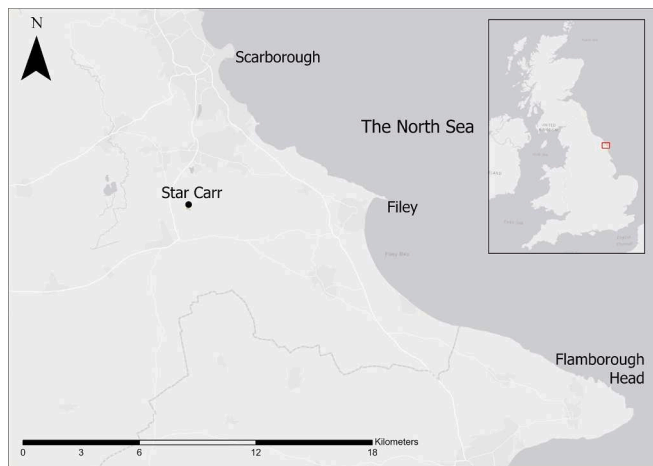 N
Scarborough
The North Sea
Star Carr
Filey
Flamborough
Head
Kilometers
0 3 6 12 18